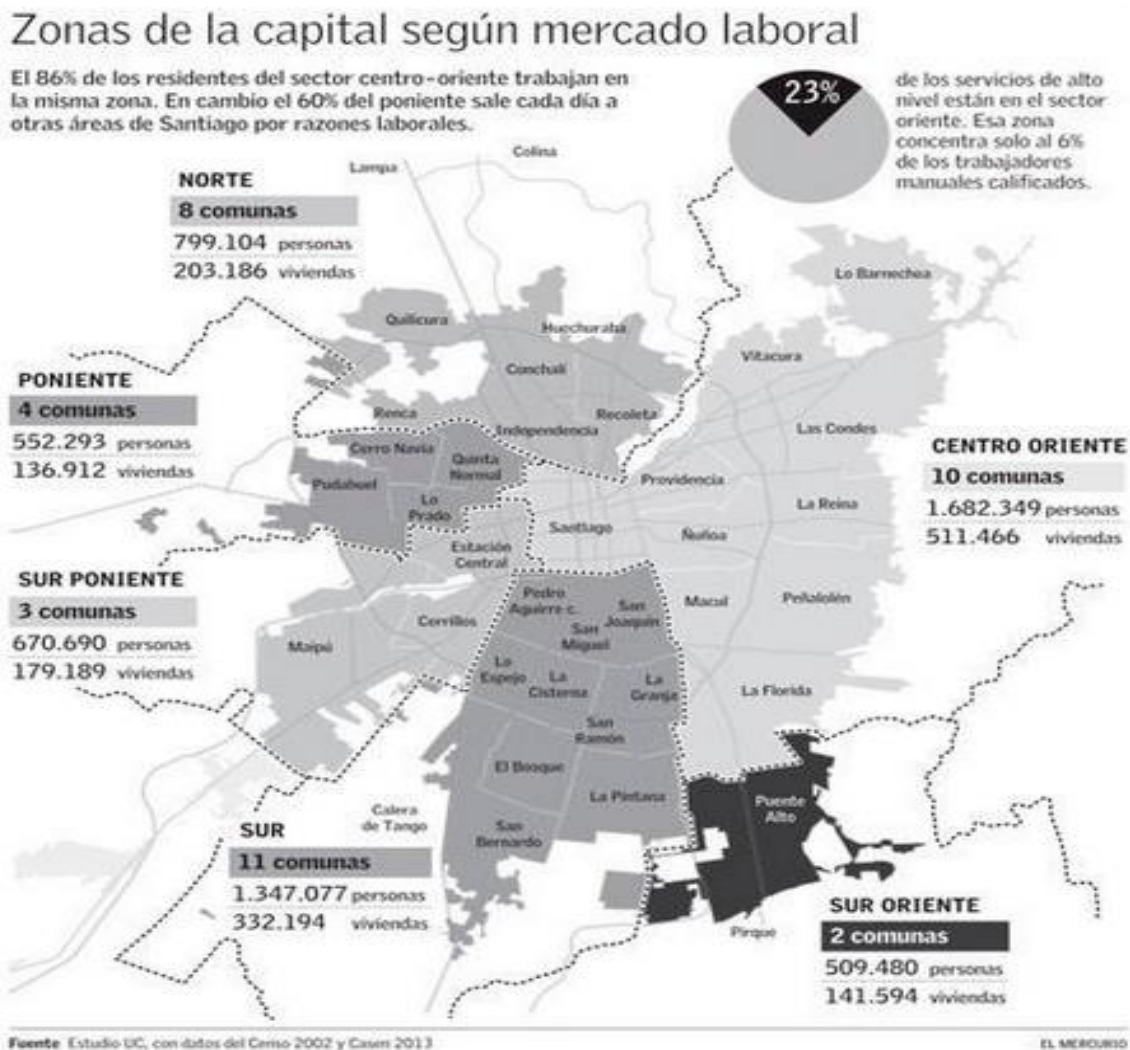 Zonas de la capital según mercado laboral
El 86% de los residentes del sector centro-oriente trabajan en
la misma zona. En cambio el 60% del poniente sale cada día a
otras áreas de Santiago por razones laborales.
23%
de los servicios de alto
nivel están en el sector
oriente. Esa zona
concentra solo al 6%
de los trabajadores
manuales calificados.
Colina
Lampa
NORTE
8 comunas
799.104 personas
203.186 viviendas
Lo Barnechea
Quilicura
Huechuraba
Vitacura
Conchalí
PONIENTE
4 comunas
552.293 personas
136.912 viviendas
Renca
Recoleta
Independencia
Las Condes
Cerro Navia
Quinta
Normal
Pudahuel
Lo
Prado
Providencia
CENTRO ORIENTE
10 comunas
1.682.349 personas
511.466 viviendas
La Reina
Santiago
Ñuñoa
Estación
Central
SUR PONIENTE
3 comunas
670.690 personas
179.189 viviendas
Pedro
Aguirre c.
San
Joaquín
Macul
Peñalolén
Cerrillos
San
Miguel
Maipú
Lo
Espejo
La
Cisterna
La
Granja
La Florida
San
Ramón
El Bosque
La Pintana
Puente
Alto
Calera
de Tango
San
Bernardo
SUR
11 comunas
1.347.077 personas
332.194 viviendas
Pirque
SUR ORIENTE
2 comunas
509.480 personas
141.594 viviendas
Fuente Estudio UC, con datos del Censo 2002 y Casen 2013
EL MERCURIO